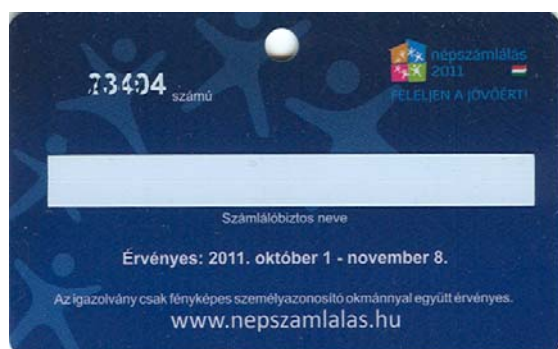 népszámlálás
2011
FELELJEN A JÖVŐÉRT!
23404 számú
Számlálóbiztos neve
Érvényes: 2011. október 1 - november 8.
Az igazolvány csak fényképes személyazonosító okmánnyal együtt érvényes.
www.nepszamlalas.hu